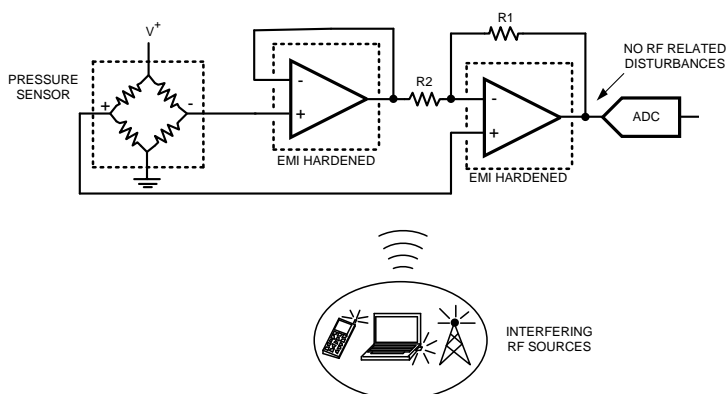 V+
PRESSURE
SENSOR
+
-
-
+
EMI HARDENED
R2
R1
-
+
EMI HARDENED
NO RF RELATED
DISTURBANCES
ADC
INTERFERING
RF SOURCES